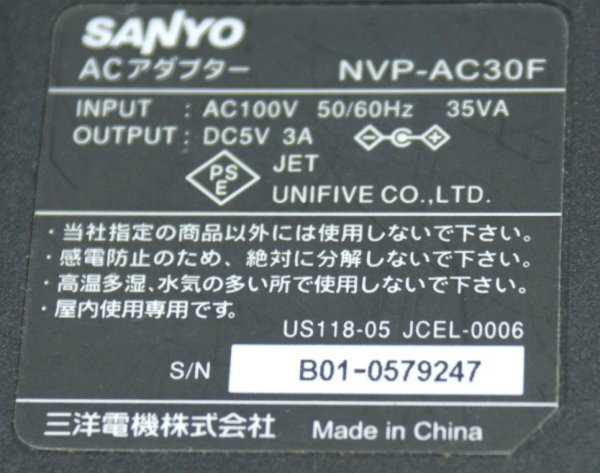 SANYO
ACアダプター NVP-AC30F
INPUT : AC100V 50/60Hz 35VA
OUTPUT : DC5V 3A
PSE JET
UNIFIVE CO.,LTD.
・当社指定の商品以外には使用しないで下さい。
・感電防止のため、絶対に分解しないで下さい。
・高温多湿、水気の多い所で使用しないで下さい。
・屋内使用専用です。
US118-05 JCEL-0006
S/N B01-0579247
三洋電機株式会社 Made in China